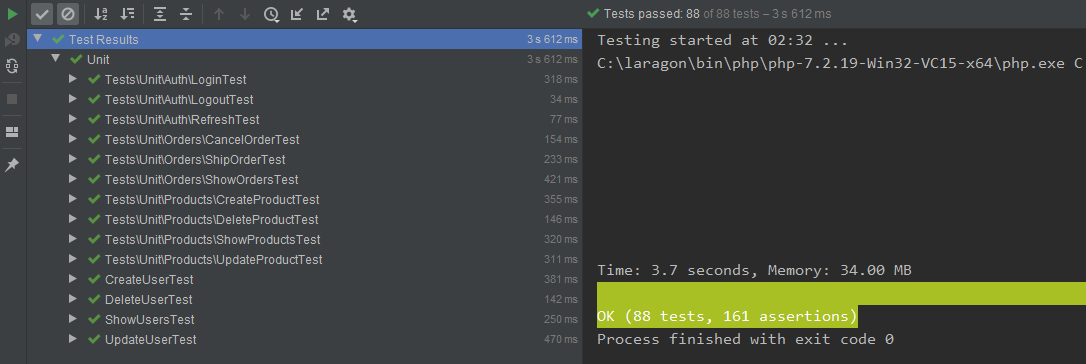 Test Results 3 s 612 ms
Unit 3 s 612 ms
Tests\Unit\Auth\LoginTest 318 ms
Tests\Unit\Auth\LogoutTest 34 ms
Tests\Unit\Auth\RefreshTest 77 ms
Tests\Unit\Orders\CancelOrderTest 154 ms
Tests\Unit\Orders\ShipOrderTest 233 ms
Tests\Unit\Orders\ShowOrdersTest 421 ms
Tests\Unit\Products\CreateProductTest 355 ms
Tests\Unit\Products\DeleteProductTest 146 ms
Tests\Unit\Products\ShowProductsTest 320 ms
Tests\Unit\Products\UpdateProductTest 311 ms
CreateUserTest 381 ms
DeleteUserTest 142 ms
ShowUsersTest 250 ms
UpdateUserTest 470 ms
Tests passed: 88 of 88 tests – 3 s 612 ms
Testing started at 02:32 ...
C:\laragon\bin\php\php-7.2.19-Win32-VC15-x64\php.exe C
Time: 3.7 seconds, Memory: 34.00 MB
OK (88 tests, 161 assertions)
Process finished with exit code 0